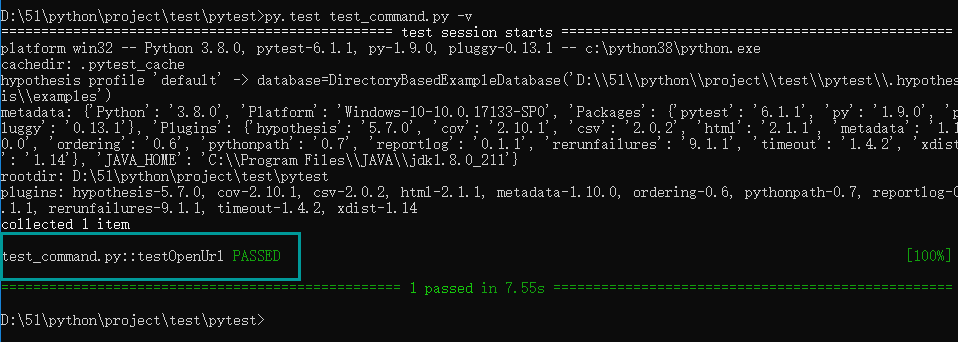 D:\51\python\project\test\pytest>py.test test_command.py -v
================================================= test session starts =================================================
platform win32 -- Python 3.8.0, pytest-6.1.1, py-1.9.0, pluggy-0.13.1 -- c:\python38\python.exe
cachedir: .pytest_cache
hypothesis profile 'default' -> database=DirectoryBasedExampleDatabase('D:\\51\\python\\project\\test\\pytest\\.hypothes
is\\examples')
metadata: {'Python': '3.8.0', 'Platform': 'Windows-10-10.0.17133-SP0', 'Packages': {'pytest': '6.1.1', 'py': '1.9.0', 'p
luggy': '0.13.1'}, 'Plugins': {'hypothesis': '5.7.0', 'cov': '2.10.1', 'csv': '2.0.2', 'html': '2.1.1', 'metadata': '1.1
0.0', 'ordering': '0.6', 'pythonpath': '0.7', 'reportlog': '0.1.1', 'rerunfailures': '9.1.1', 'timeout': '1.4.2', 'xdist
': '1.14'}, 'JAVA_HOME': 'C:\\Program Files\\JAVA\\jdk1.8.0_211'}
rootdir: D:\51\python\project\test\pytest
plugins: hypothesis-5.7.0, cov-2.10.1, csv-2.0.2, html-2.1.1, metadata-1.10.0, ordering-0.6, pythonpath-0.7, reportlog-0
.1.1, rerunfailures-9.1.1, timeout-1.4.2, xdist-1.14
collected 1 item
test_command.py::testOpenUrl PASSED [100%]
================================================== 1 passed in 7.55s ==================================================
D:\51\python\project\test\pytest>